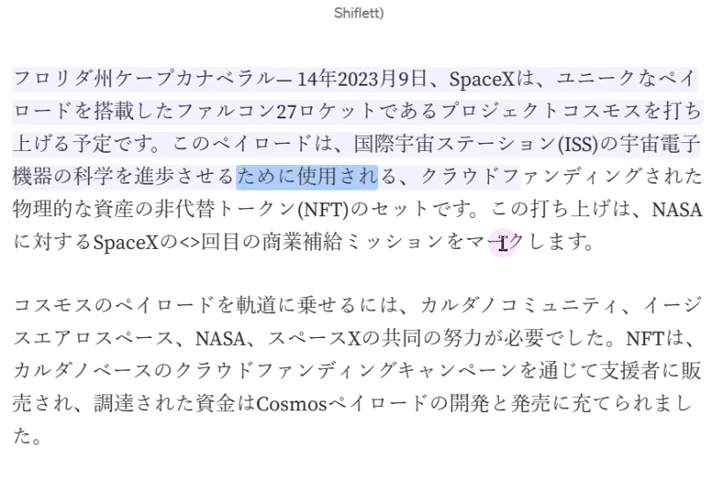 Shiflett)
フロリダ州ケープカナベラル— 14年2023月9日、SpaceXは、ユニークなペイ
ロードを搭載したファルコン27ロケットであるプロジェクトコスモスを打ち
上げる予定です。このペイロードは、国際宇宙ステーション(ISS)の宇宙電子
機器の科学を進歩させるために使用される、クラウドファンディングされた
物理的な資産の非代替トークン(NFT)のセットです。この打ち上げは、NASA
に対するSpaceXの<>回目の商業補給ミッションをマークします。
コスモスのペイロードを軌道に乗せるには、カルダノコミュニティ、イージ
スエアロスペース、NASA、スペースXの共同の努力が必要でした。NFTは、
カルダノベースのクラウドファンディングキャンペーンを通じて支援者に販
売され、調達された資金はCosmosペイロードの開発と発売に充てられまし
た。